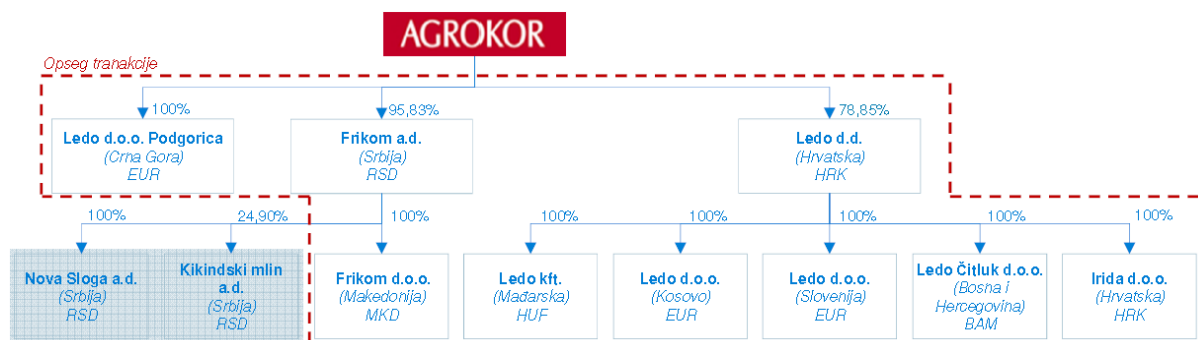 AGROKOR
Opseg tranakcije
100%
95,83%
78,85%
Ledo d.o.o. Podgorica
(Crna Gora)
EUR
Frikom a.d.
(Srbija)
RSD
Ledo d.d.
(Hrvatska)
HRK
100%
24,90%
100%
100%
100%
100%
100%
100%
Nova Sloga a.d.
(Srbija)
RSD
Kikindski mlin
a.d.
(Srbija)
RSD
Frikom d.o.o.
(Makedonija)
MKD
Ledo kft.
(Mađarska)
HUF
Ledo d.o.o.
(Kosovo)
EUR
Ledo d.o.o.
(Slovenija)
EUR
Ledo Čitluk d.o.o.
(Bosna i
Hercegovina)
BAM
Irida d.o.o.
(Hrvatska)
HRK